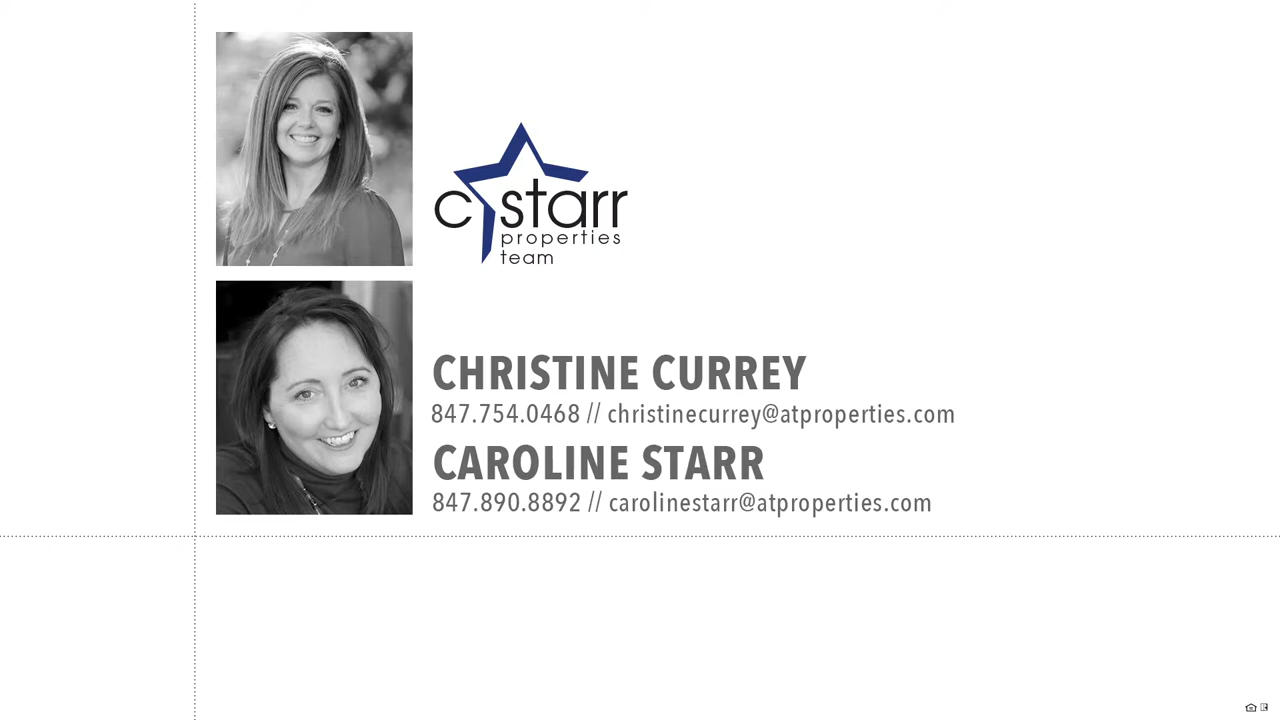 c starr
properties
team
CHRISTINE CURREY
847.754.0468 // christinecurrey@atproperties.com
CAROLINE STARR
847.890.8892 // carolinestarr@atproperties.com